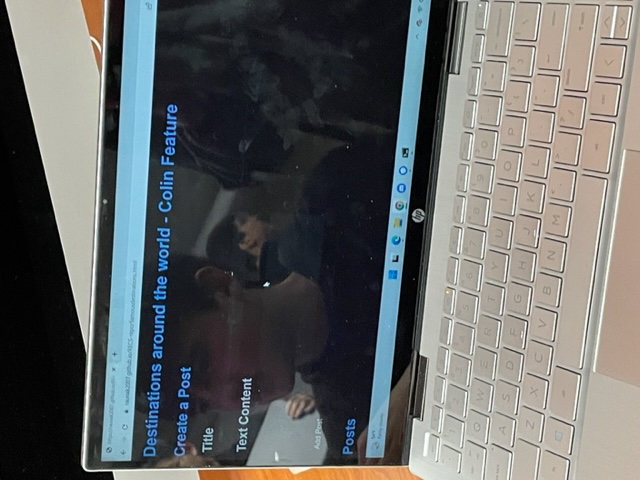 Destinations around the world - Colin Feature
Create a Post
Title
Text Content
Add Post
Posts
hp
Q W E R T Y U I O P
A S D F G H J K L
Z X C V B N M